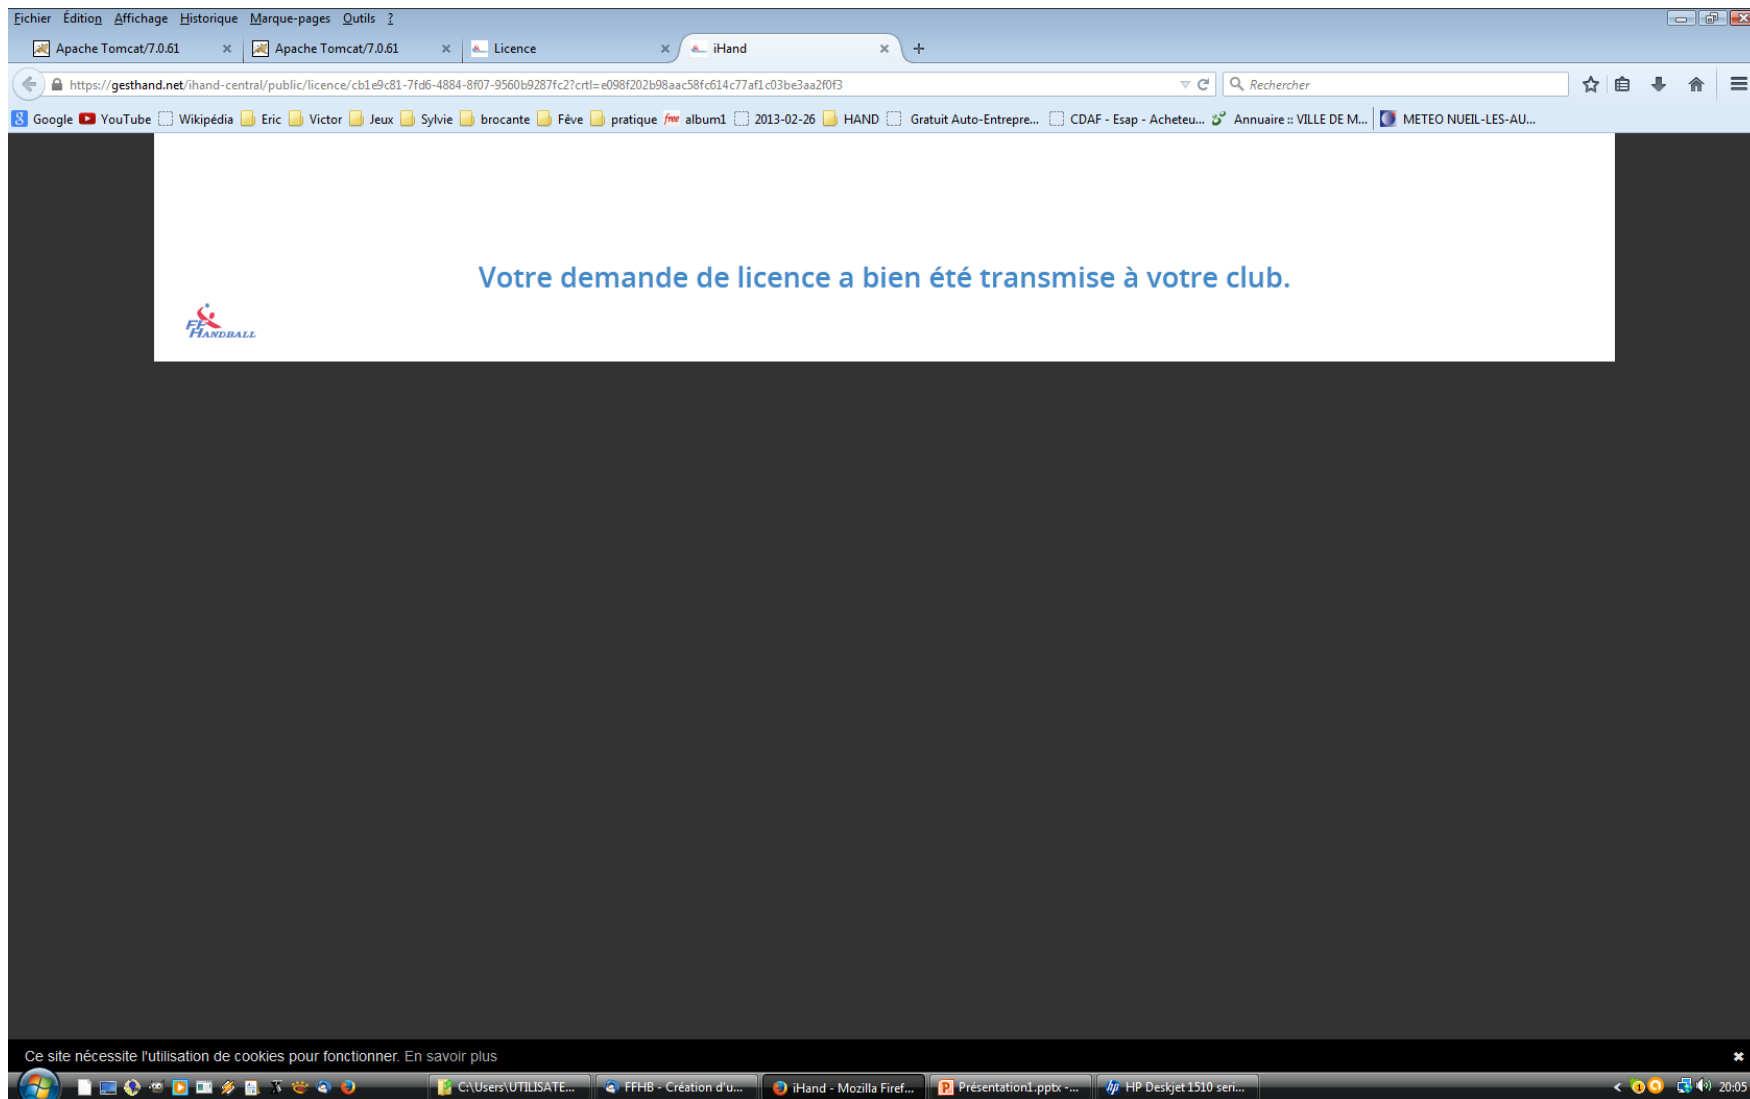 Fichier Édition Affichage Historique Marque-pages Outils ?
Apache Tomcat/7.0.61 Apache Tomcat/7.0.61 Licence iHand
https://gesthand.net/ihand-central/public/licence/cb1e9c81-7fd6-4884-8f07-9560b9287fc2?crtl=e098f202b98aac58fc614c77af1c03be3aa2f0f3 Rechercher
Google YouTube Wikipédia Eric Victor Jeux Sylvie brocante Fêve pratique free album1 2013-02-26 HAND Gratuit Auto-Entrepre... CDAF - Esap - Acheteu... Annuaire :: VILLE DE M... METEO NUEIL-LES-AU...
Votre demande de licence a bien été transmise à votre club.
FF
HANDBALL
Ce site nécessite l'utilisation de cookies pour fonctionner. En savoir plus
C:\Users\UTILISATE... FFHB - Création d'u... iHand - Mozilla Firef... Présentation1.pptx -... HP Deskjet 1510 seri... 20:05